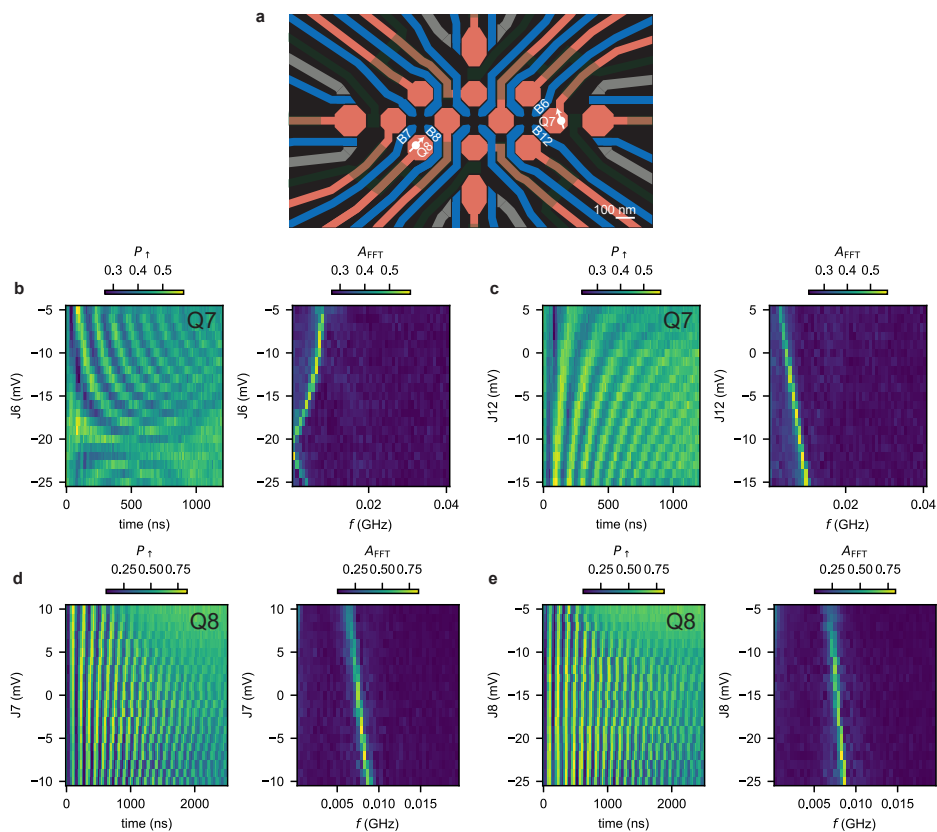 a
B7
B8
Q8
B6
Q7
B12
100 nm
b
P↑
0.3 0.4 0.5
A_FFT
0.3 0.4 0.5
Q7
J6 (mV)
−5
−10
−15
−20
−25
0 500 1000
time (ns)
J6 (mV)
−5
−10
−15
−20
−25
0.02 0.04
f (GHz)
c
P↑
0.3 0.4 0.5
A_FFT
0.3 0.4 0.5
Q7
J12 (mV)
5
0
−5
−10
−15
0 500 1000
time (ns)
J12 (mV)
5
0
−5
−10
−15
0.02 0.04
f (GHz)
d
P↑
0.25 0.50 0.75
A_FFT
0.25 0.50 0.75
Q8
J7 (mV)
10
5
0
−5
−10
0 1000 2000
time (ns)
J7 (mV)
10
5
0
−5
−10
0.005 0.010 0.015
f (GHz)
e
P↑
0.25 0.50 0.75
A_FFT
0.25 0.50 0.75
Q8
J8 (mV)
−5
−10
−15
−20
−25
0 1000 2000
time (ns)
J8 (mV)
−5
−10
−15
−20
−25
0.005 0.010 0.015
f (GHz)